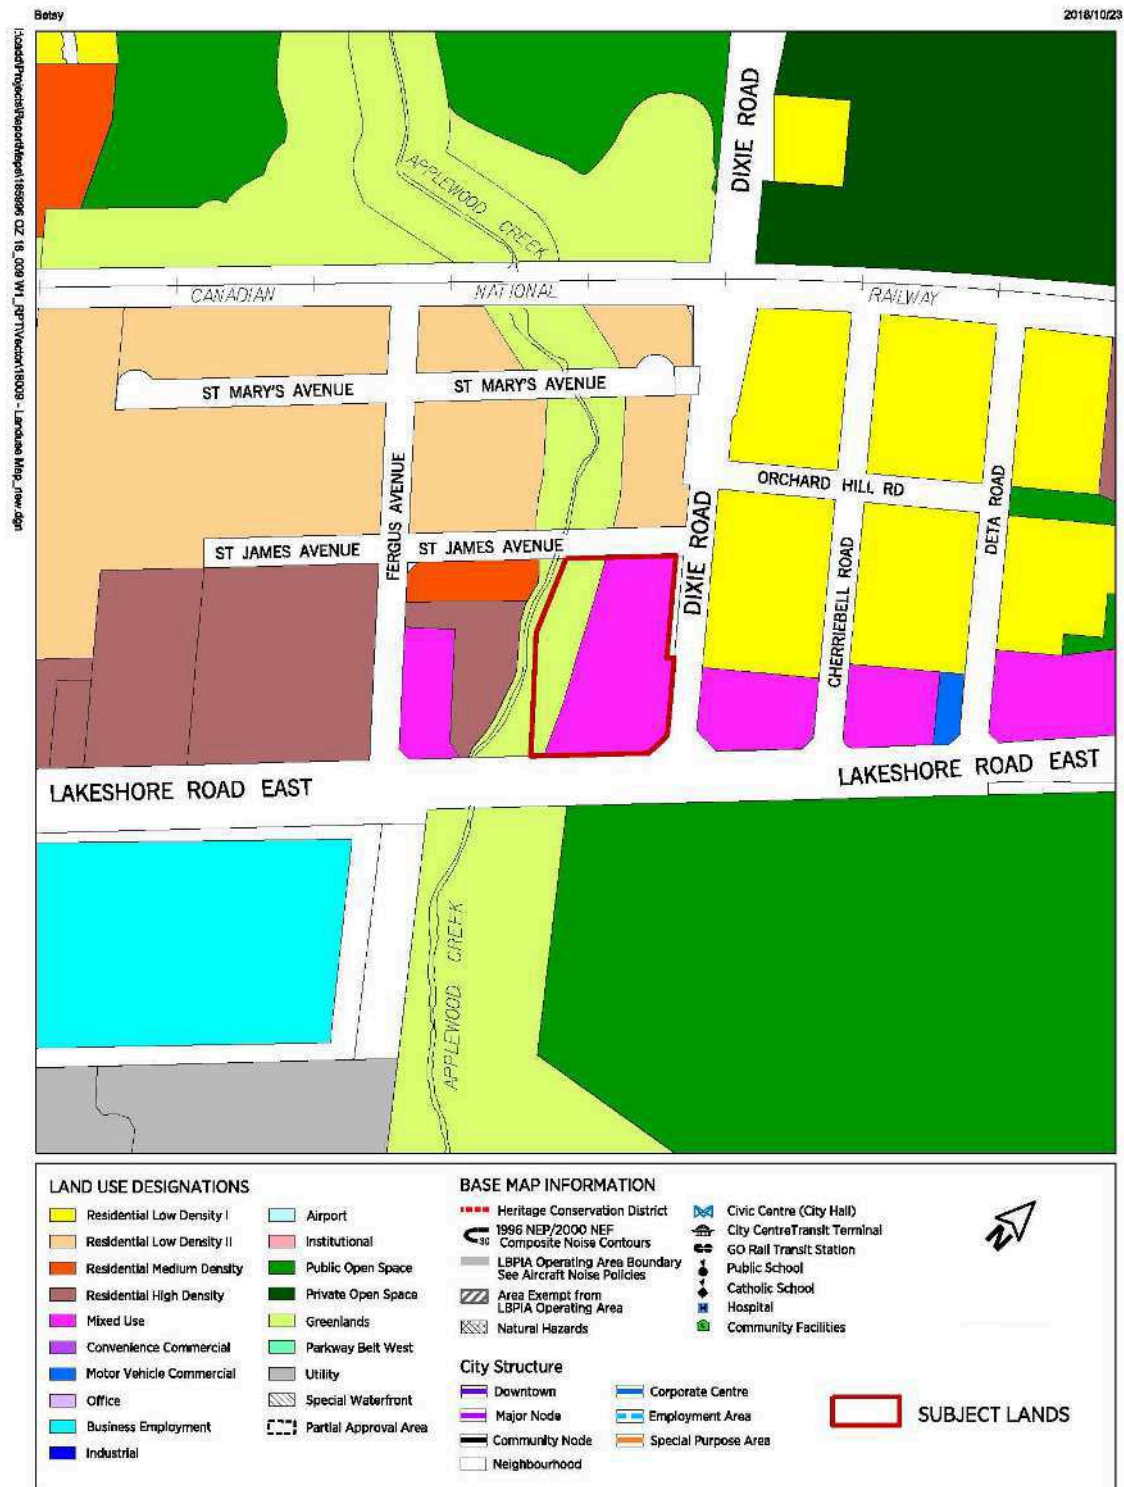 Betsy
2018/10/23
DIXIE ROAD
APPLEWOOD CREEK
CANADIAN NATIONAL RAILWAY
ST MARY'S AVENUE
ST MARY'S AVENUE
ORCHARD HILL RD
FERGUS AVENUE
DIXIE ROAD
DETA ROAD
CHERRIEBELL ROAD
ST JAMES AVENUE
ST JAMES AVENUE
LAKESHORE ROAD EAST
LAKESHORE ROAD EAST
APPLEWOOD CREEK
LAND USE DESIGNATIONS
Residential Low Density I
Residential Low Density II
Residential Medium Density
Residential High Density
Mixed Use
Convenience Commercial
Motor Vehicle Commercial
Office
Business Employment
Industrial
Airport
Institutional
Public Open Space
Private Open Space
Greenlands
Parkway Belt West
Utility
Special Waterfront
Partial Approval Area
BASE MAP INFORMATION
Heritage Conservation District
1996 NEP/2000 NEF
Composite Noise Contours
30
LBPIA Operating Area Boundary
See Aircraft Noise Policies
Area Exempt from
LBPIA Operating Area
Natural Hazards
Civic Centre (City Hall)
City CentreTransit Terminal
GO Rail Transit Station
Public School
Catholic School
H Hospital
Community Facilities
City Structure
Downtown
Major Node
Community Node
Neighbourhood
Corporate Centre
Employment Area
Special Purpose Area
SUBJECT LANDS
N